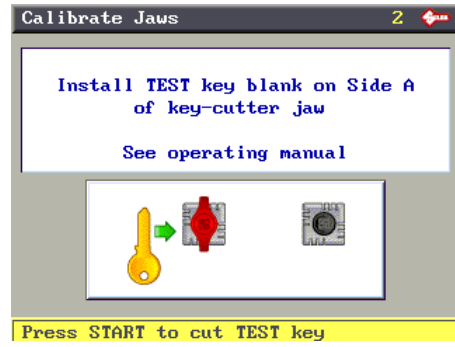 Calibrate Jaws 2
Install TEST key blank on Side A
of key-cutter jaw
See operating manual
Press START to cut TEST key